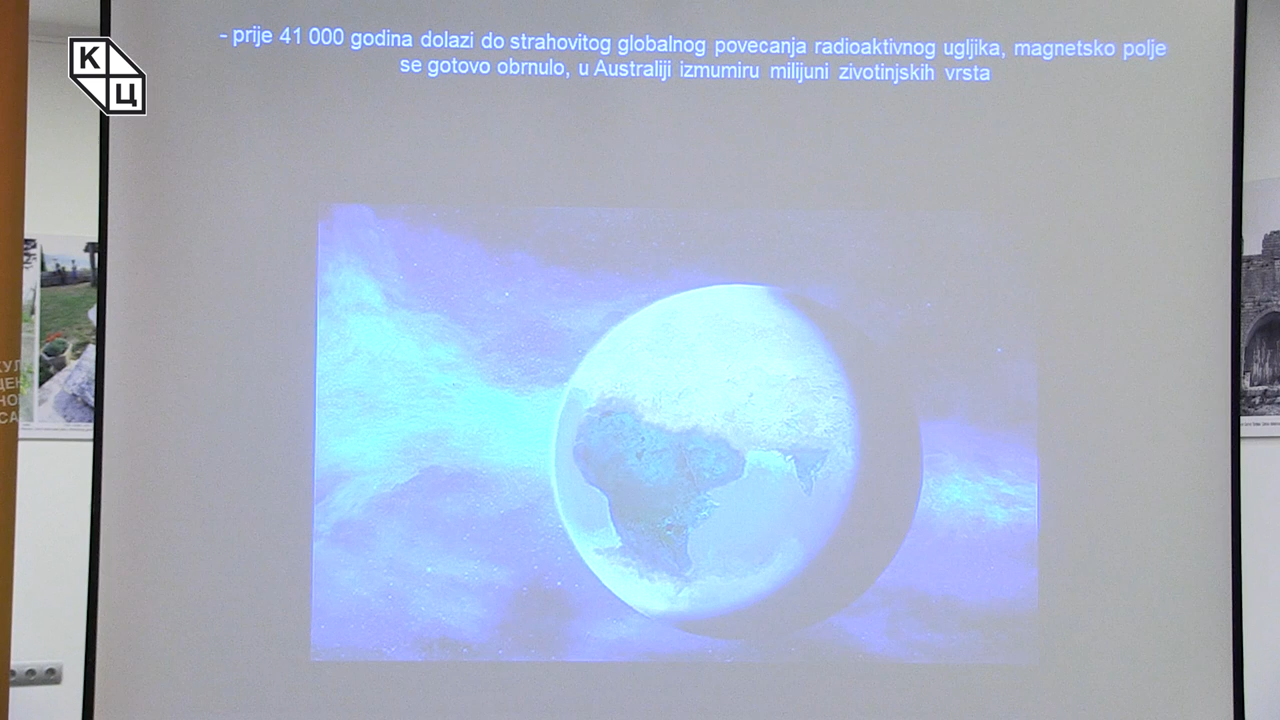 - prije 41 000 godina dolazi do strahovitog globalnog povecanja radioaktivnog ugljika, magnetsko polje
se gotovo obrnulo, u Australiji izmumiru milijuni zivotinjskih vrsta
К
Ц